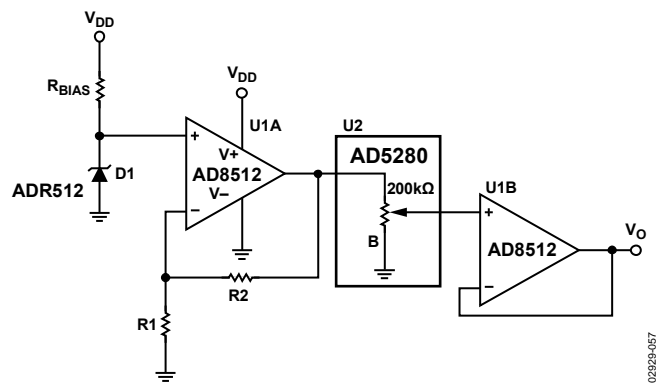 VDD
RBIAS
VDD
U1A
U2
+
V+
AD8512
V–
–
ADR512
D1
AD5280
200kΩ
B
U1B
+
AD8512
–
VO
R2
R1
02929-057